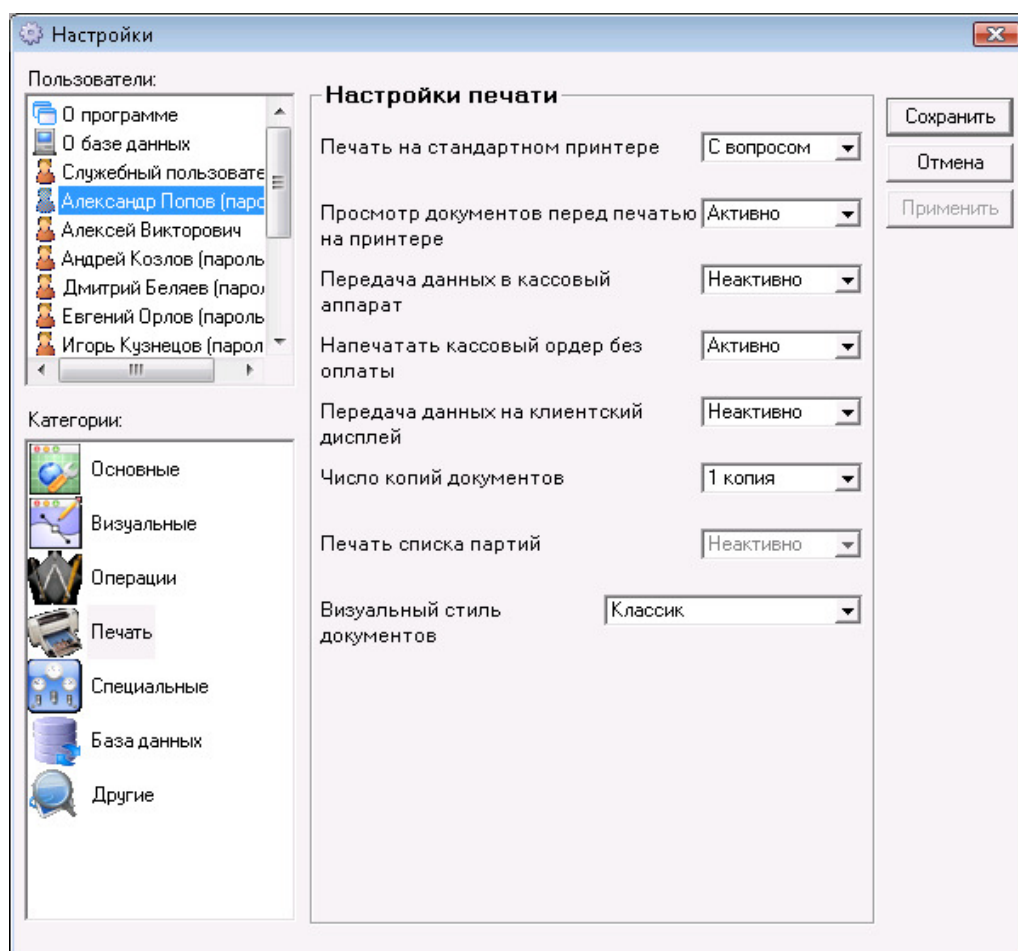 Настройки
Пользователи:
О программе
О базе данных
Служебный пользовате
Александр Попов (паро
Алексей Викторович
Андрей Козлов (пароль
Дмитрий Беляев (паро
Евгений Орлов (пароль
Игорь Кузнецов (парол
Категории:
Основные
Визуальные
Операции
Печать
Специальные
База данных
Другие
Настройки печати
Печать на стандартном принтере С вопросом
Просмотр документов перед печатью Активно
на принтере
Передача данных в кассовый Неактивно
аппарат
Напечатать кассовый ордер без Активно
оплаты
Передача данных на клиентский Неактивно
дисплей
Число копий документов 1 копия
Печать списка партий Неактивно
Визуальный стиль Классик
документов
Сохранить
Отмена
Применить